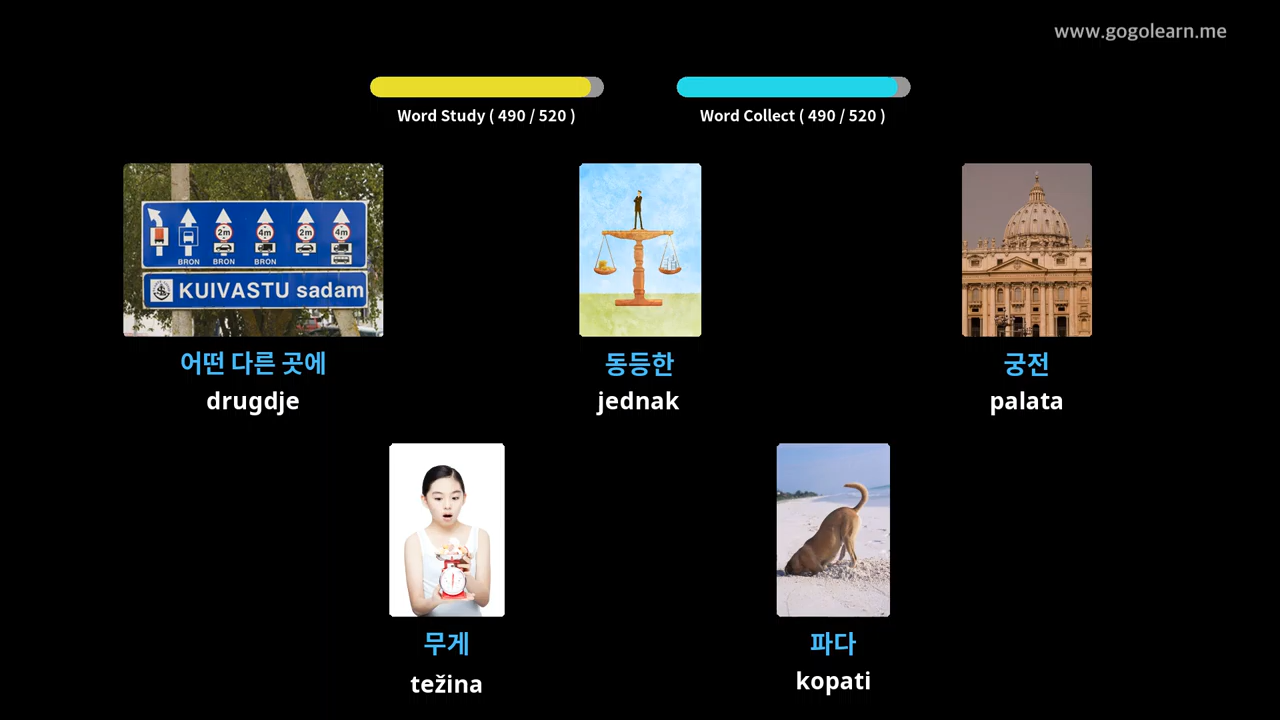 www.gogolearn.me
Word Study ( 490 / 520 )
Word Collect ( 490 / 520 )
2m 4m 2m 4m
BRON BRON BRON
KUIVASTU sadam
어떤 다른 곳에
drugdje
동등한
jednak
궁전
palata
무게
težina
파다
kopati